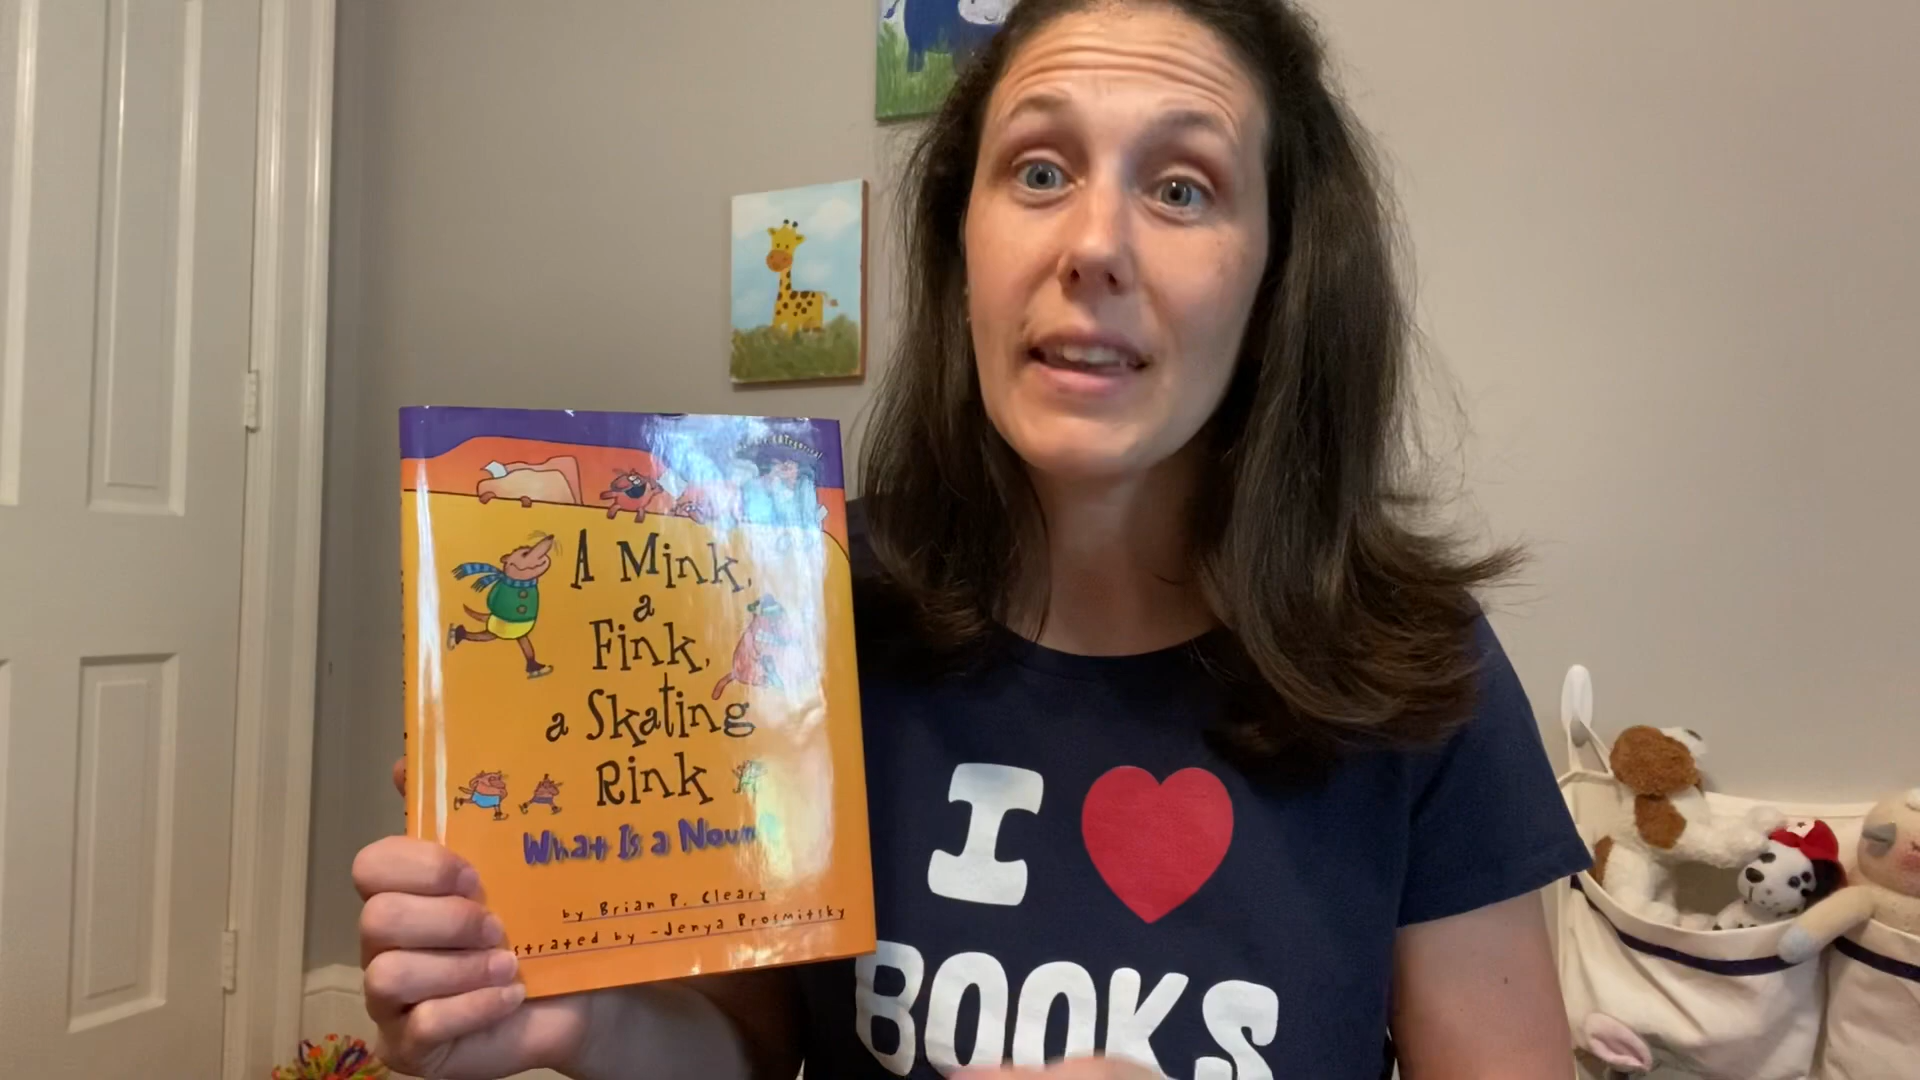 A Mink,
a
Fink,
a Skating
Rink
What Is a Noun
by Brian P. Cleary
strated by - Jenya Prosmitsky
I
BOOKS